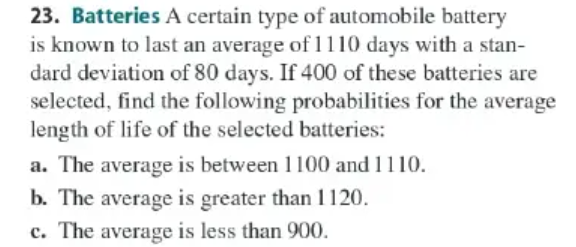 23. Batteries A certain type of automobile battery
is known to last an average of 1110 days with a stan-
dard deviation of 80 days. If 400 of these batteries are
selected, find the following probabilities for the average
length of life of the selected batteries:
a. The average is between 1100 and 1110.
b. The average is greater than 1120.
c. The average is less than 900.